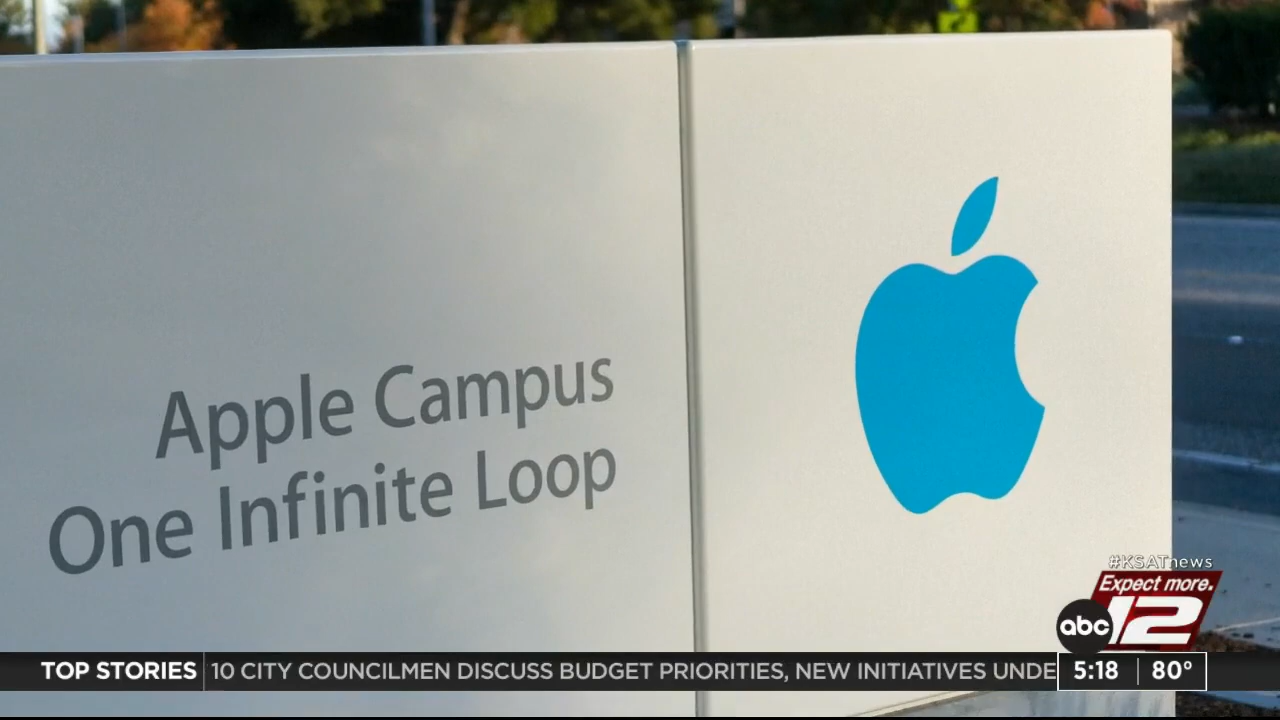 Apple Campus
One Infinite Loop
#KSATnews
Expect more.
abc 12
TOP STORIES 10 CITY COUNCILMEN DISCUSS BUDGET PRIORITIES, NEW INITIATIVES UNDE 5:18 80°